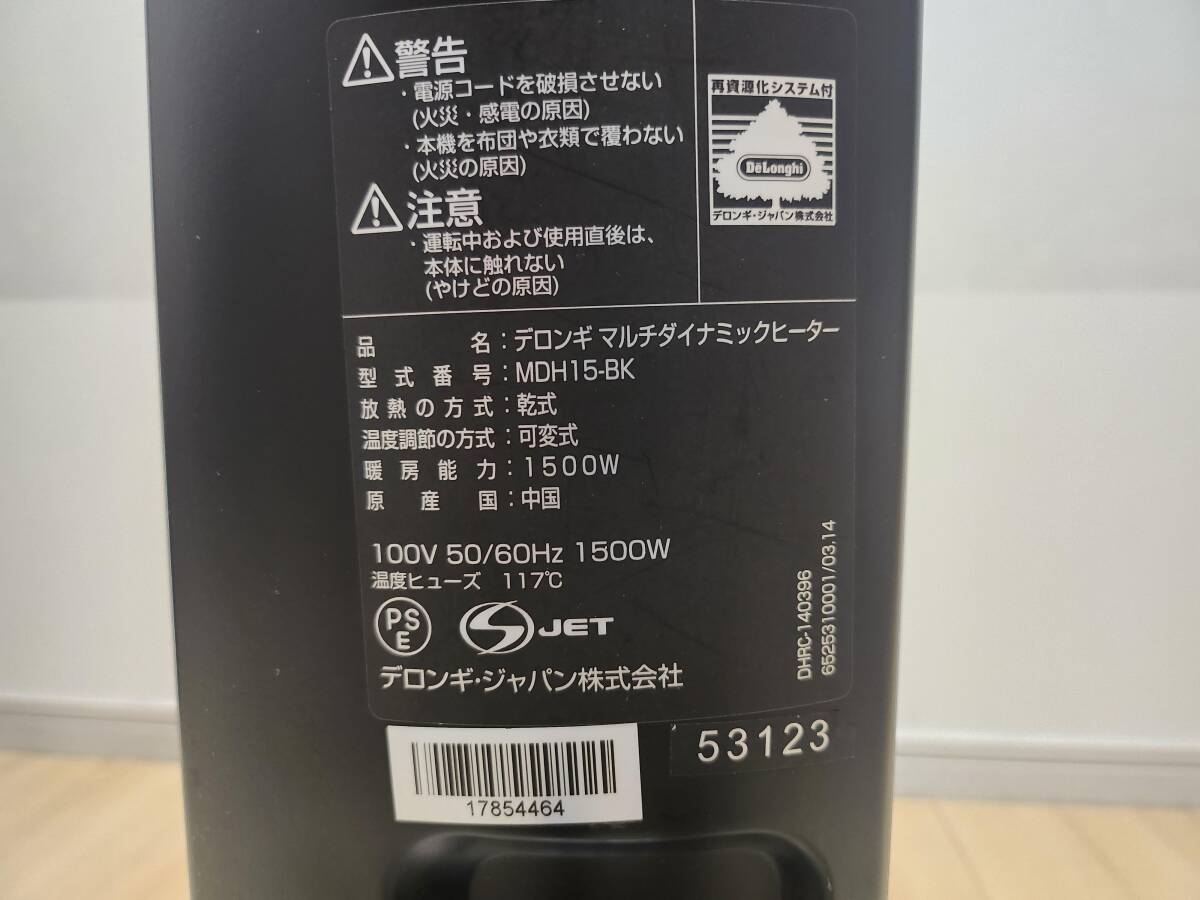 警告
・電源コードを破損させない
(火災・感電の原因)
・本機を布団や衣類で覆わない
(火災の原因)
注意
・運転中および使用直後は、
本体に触れない
(やけどの原因)
再資源化システム付
DeLonghi
デロンギ・ジャパン株式会社
品名：デロンギ マルチダイナミックヒーター
型式番号：MDH15-BK
放熱の方式：乾式
温度調節の方式：可変式
暖房能力：1500W
原産国：中国
100V 50/60Hz 1500W
温度ヒューズ 117℃
PSE
JET
デロンギ・ジャパン株式会社
DHRC-140396
6525310001/03.14
53123
17854464